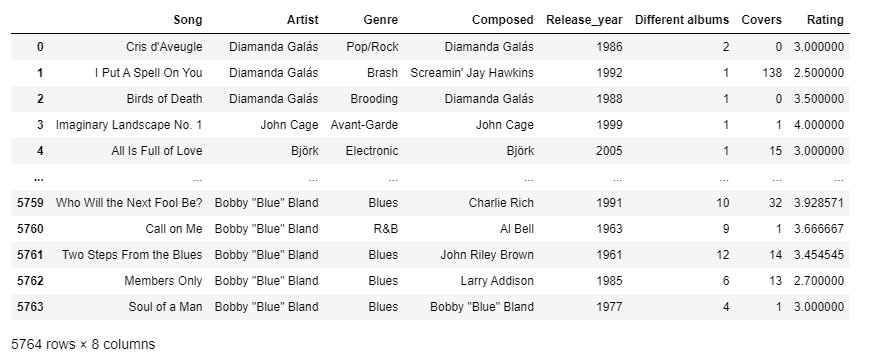 Song Artist Genre Composed Release_year Different albums Covers Rating
0 Cris d'Aveugle Diamanda Galás Pop/Rock Diamanda Galás 1986 2 0 3.000000
1 I Put A Spell On You Diamanda Galás Brash Screamin' Jay Hawkins 1992 1 138 2.500000
2 Birds of Death Diamanda Galás Brooding Diamanda Galás 1988 1 0 3.500000
3 Imaginary Landscape No. 1 John Cage Avant-Garde John Cage 1999 1 1 4.000000
4 All Is Full of Love Björk Electronic Björk 2005 1 15 3.000000
... ... ... ... ... ... ... ... ...
5759 Who Will the Next Fool Be? Bobby "Blue" Bland Blues Charlie Rich 1991 10 32 3.928571
5760 Call on Me Bobby "Blue" Bland R&B Al Bell 1963 9 1 3.666667
5761 Two Steps From the Blues Bobby "Blue" Bland Blues John Riley Brown 1961 12 14 3.454545
5762 Members Only Bobby "Blue" Bland Blues Larry Addison 1985 6 13 2.700000
5763 Soul of a Man Bobby "Blue" Bland Blues Bobby "Blue" Bland 1977 4 1 3.000000
5764 rows × 8 columns